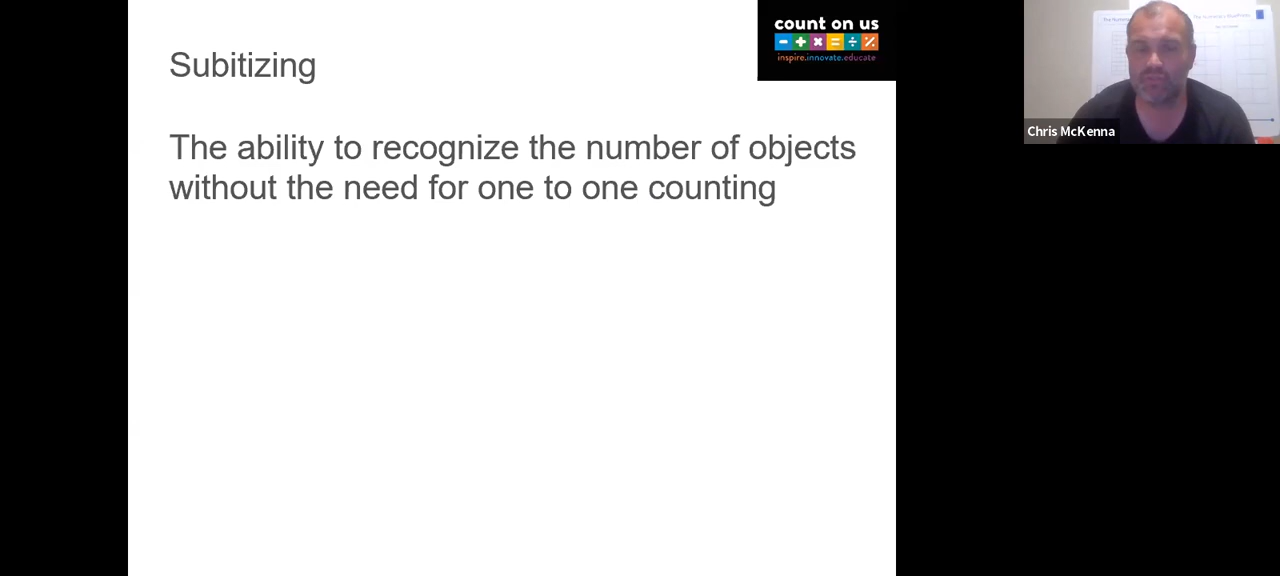 count on us
- + × = ÷ %
inspire.innovate.educate
Subitizing
The ability to recognize the number of objects
without the need for one to one counting
Chris McKenna